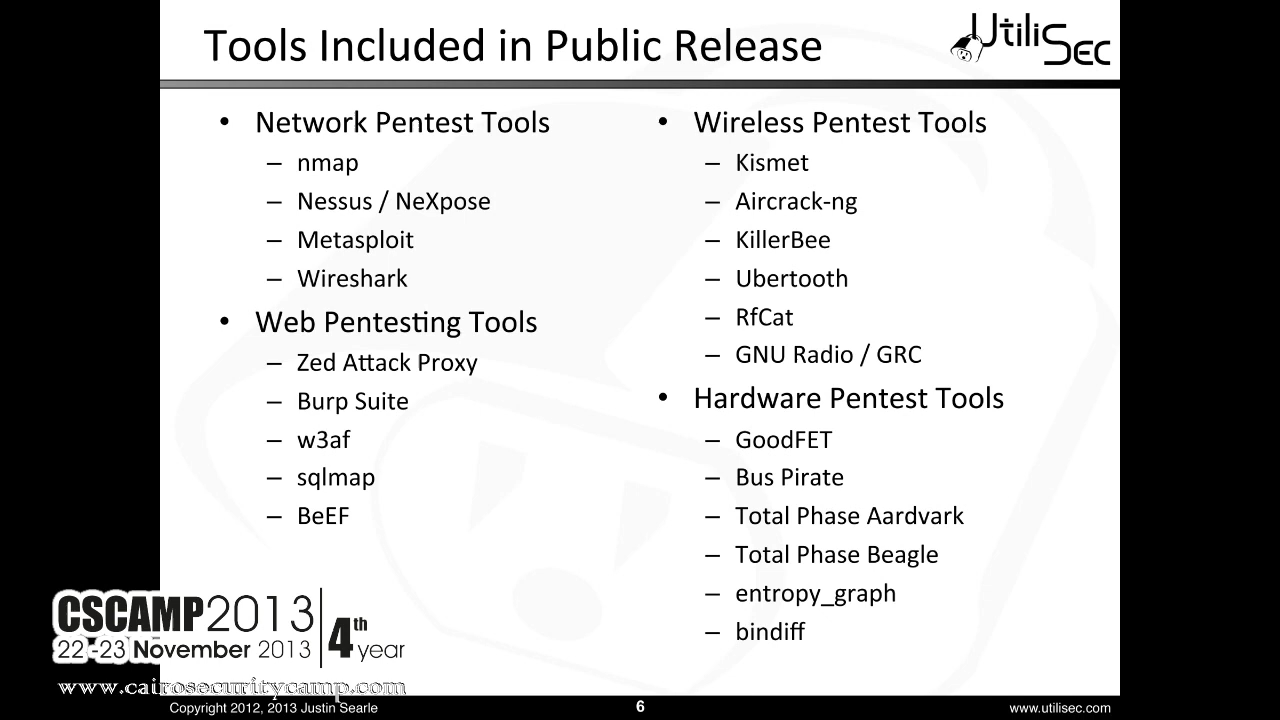 Tools Included in Public Release
UtiliSec
• Network Pentest Tools
– nmap
– Nessus / NeXpose
– Metasploit
– Wireshark
• Web Pentesting Tools
– Zed Attack Proxy
– Burp Suite
– w3af
– sqlmap
– BeEF
• Wireless Pentest Tools
– Kismet
– Aircrack-ng
– KillerBee
– Ubertooth
– RfCat
– GNU Radio / GRC
• Hardware Pentest Tools
– GoodFET
– Bus Pirate
– Total Phase Aardvark
– Total Phase Beagle
– entropy_graph
– bindiff
CSCAMP2013
22-23 November 2013
4th
year
www.cairosecuritycamp.com
Copyright 2012, 2013 Justin Searle
6
www.utilisec.com